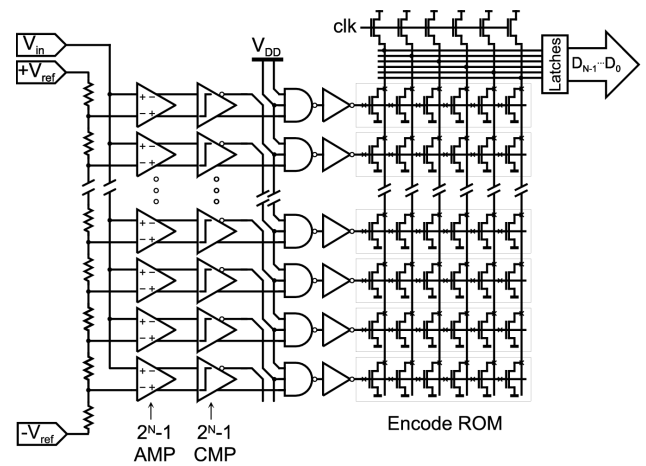 clk
V_in
+V_ref
V_DD
Latches
D_N-1...D_0
-V_ref
2^N-1
AMP
2^N-1
CMP
Encode ROM